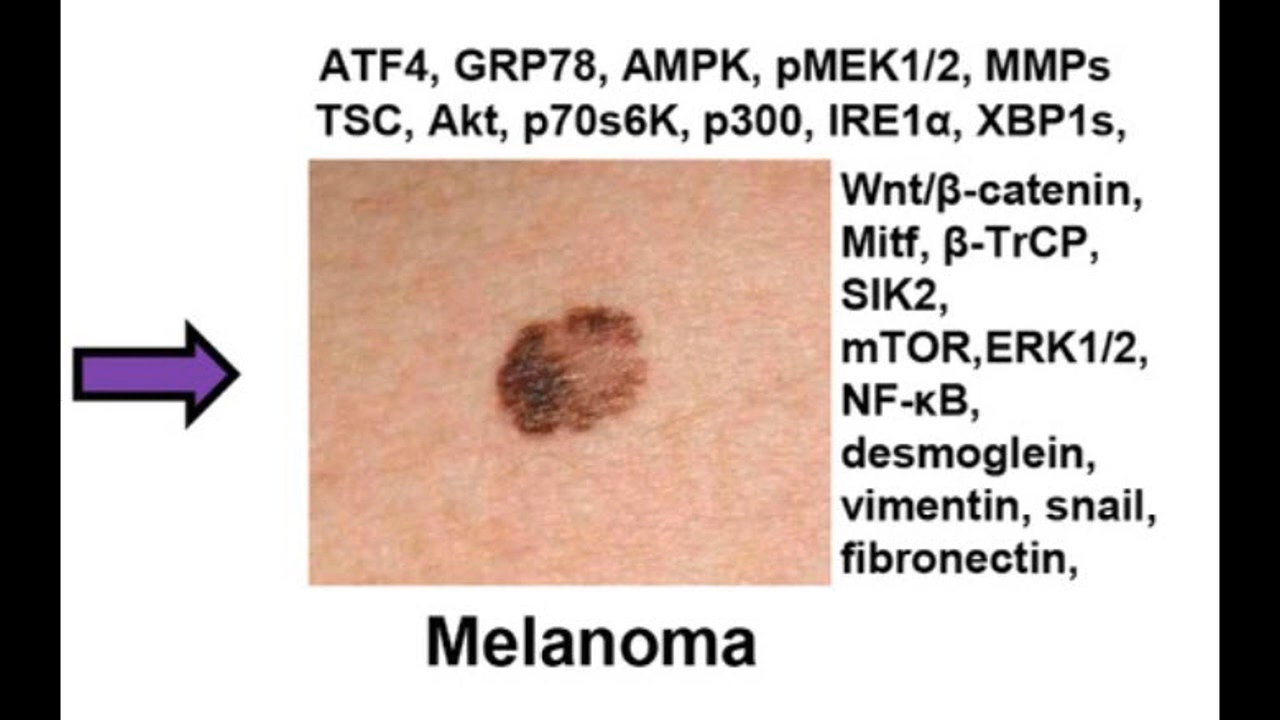 ATF4, GRP78, AMPK, pMEK1/2, MMPs
TSC, Akt, p70s6K, p300, IRE1α, XBP1s,
Wnt/β-catenin,
Mitf, β-TrCP,
SIK2,
mTOR,ERK1/2,
NF-κB,
desmoglein,
vimentin, snail,
fibronectin,
Melanoma